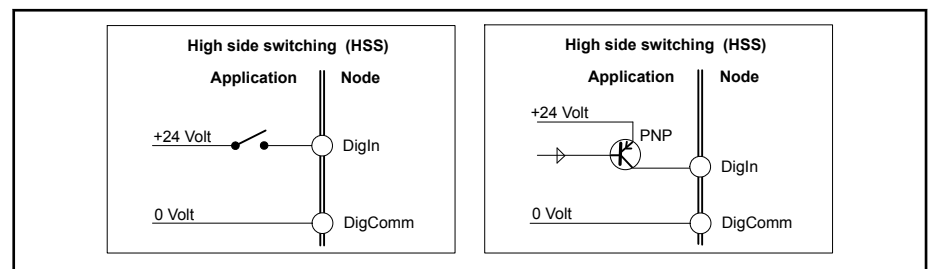 High side switching (HSS)
Application Node
+24 Volt
DigIn
0 Volt
DigComm
High side switching (HSS)
Application Node
+24 Volt
PNP
DigIn
0 Volt
DigComm